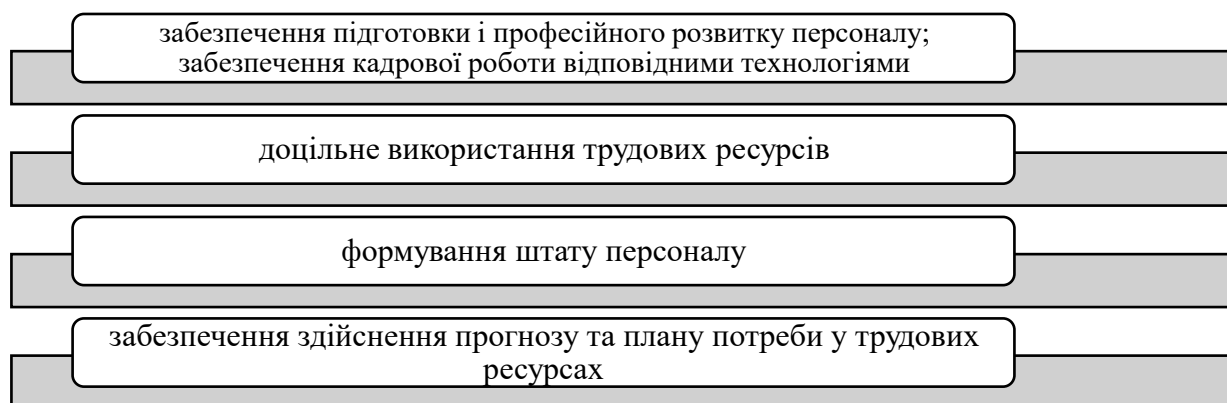 забезпечення підготовки і професійного розвитку персоналу;
забезпечення кадрової роботи відповідними технологіями
доцільне використання трудових ресурсів
формування штату персоналу
забезпечення здійснення прогнозу та плану потреби у трудових
ресурсах